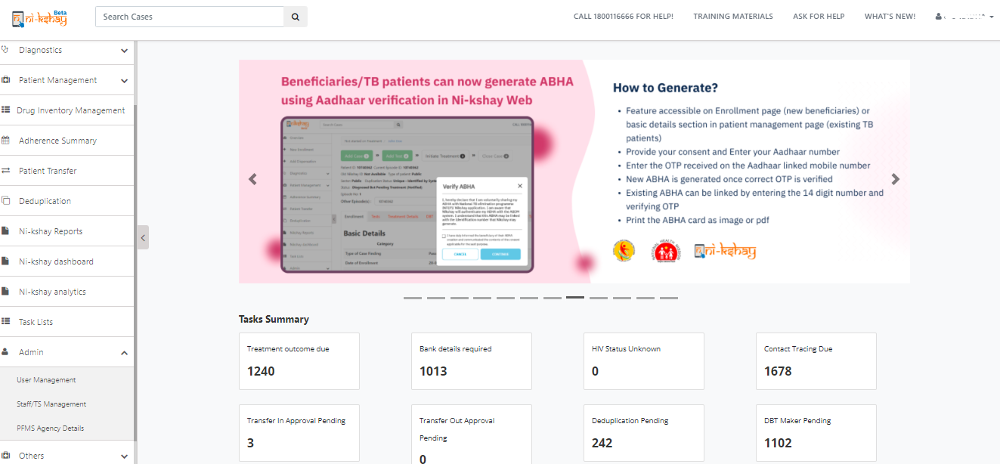 Beta
ni-kshay
Search Cases
CALL 1800116666 FOR HELP!
TRAINING MATERIALS
ASK FOR HELP
WHAT'S NEW!
Diagnostics
Patient Management
Drug Inventory Management
Adherence Summary
Patient Transfer
Deduplication
Ni-kshay Reports
Ni-kshay dashboard
Ni-kshay analytics
Task Lists
Admin
User Management
Staff/TS Management
PFMS Agency Details
Others
Beneficiaries/TB patients can now generate ABHA
using Aadhaar verification in Ni-kshay Web
Verify ABHA
CANCEL
CONTINUE
Basic Details
Category
Type of Case Finding
Date of Enrollment
How to Generate?
• Feature accessible on Enrollment page (new beneficiaries) or
basic details section in patient management page (existing TB
patients)
• Provide your consent and Enter your Aadhaar number
• Enter the OTP received on the Aadhaar linked mobile number
• New ABHA is generated once correct OTP is verified
• Existing ABHA can be linked by entering the 14 digit number and
verifying OTP
• Print the ABHA card as image or pdf
ni-kshay
Tasks Summary
Treatment outcome due
1240
Bank details required
1013
HIV Status Unknown
0
Contact Tracing Due
1678
Transfer In Approval Pending
3
Transfer Out Approval
Pending
0
Deduplication Pending
242
DBT Maker Pending
1102